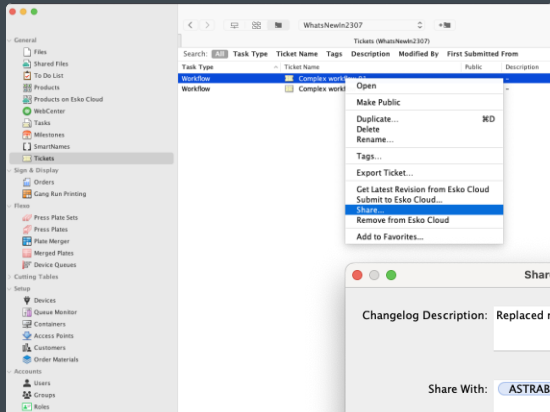 WhatsNewIn2307
Tickets (WhatsNewIn2307)
Search: All Task Type Ticket Name Tags Description Modified By First Submitted From
Task Type Ticket Name Public Description
Workflow Complex workflow 01 -
Workflow Complex workf -
General
Files
Shared Files
To Do List
Products
Products on Esko Cloud
WebCenter
Tasks
Milestones
SmartNames
Tickets
Sign & Display
Orders
Gang Run Printing
Flexo
Press Plate Sets
Press Plates
Plate Merger
Merged Plates
Device Queues
Cutting Tables
Setup
Devices
Queue Monitor
Containers
Access Points
Customers
Order Materials
Accounts
Users
Groups
Roles
Open
Make Public
Duplicate... ⌘D
Delete
Rename...
Tags...
Export Ticket...
Get Latest Revision from Esko Cloud
Submit to Esko Cloud...
Share...
Remove from Esko Cloud
Add to Favorites...
Shar
Changelog Description: Replaced
Share With: ASTRAB